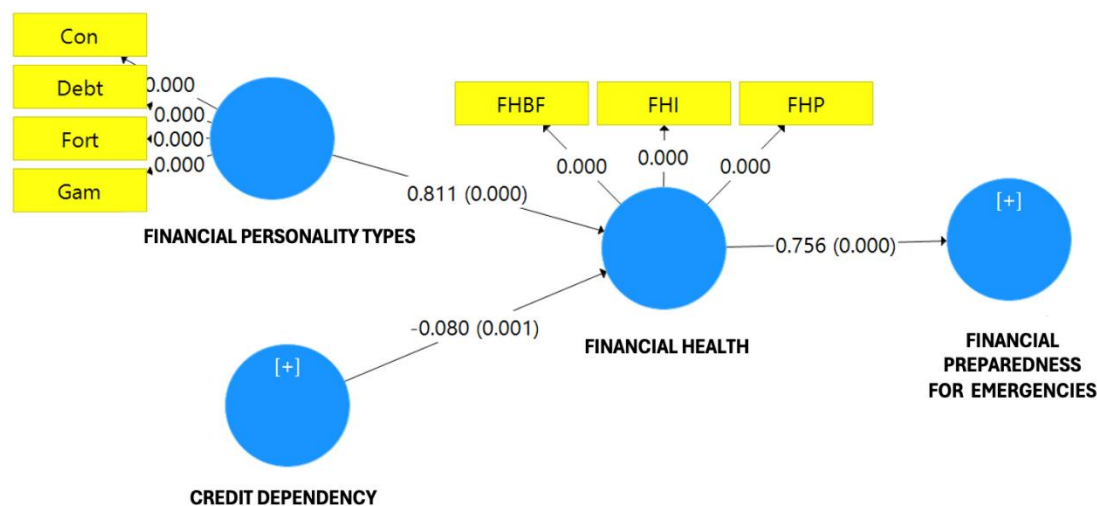 Con
0.000
Debt
0.000
Fort
0.000
0.000
Gam
FINANCIAL PERSONALITY TYPES
0.811 (0.000)
FHBF
FHI
FHP
0.000
0.000
0.000
[+]
0.756 (0.000)
-0.080 (0.001)
FINANCIAL HEALTH
FINANCIAL
PREPAREDNESS
FOR EMERGENCIES
[+]
CREDIT DEPENDENCY